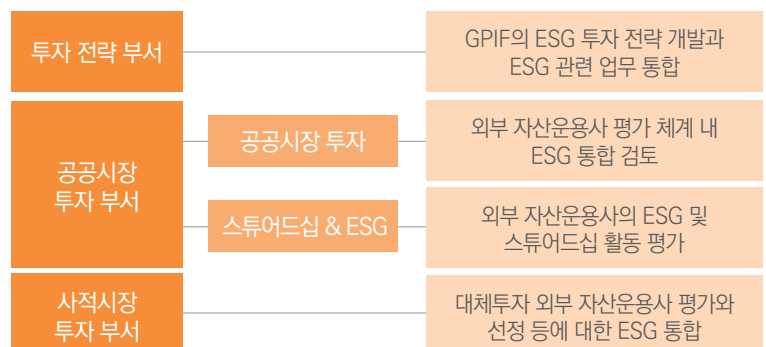 투자 전략 부서
GPIF의 ESG 투자 전략 개발과
ESG 관련 업무 통합
공공시장
투자 부서
공공시장 투자
외부 자산운용사 평가 체계 내
ESG 통합 검토
스튜어드십 & ESG
외부 자산운용사의 ESG 및
스튜어드십 활동 평가
사적시장
투자 부서
대체투자 외부 자산운용사 평가와
선정 등에 대한 ESG 통합